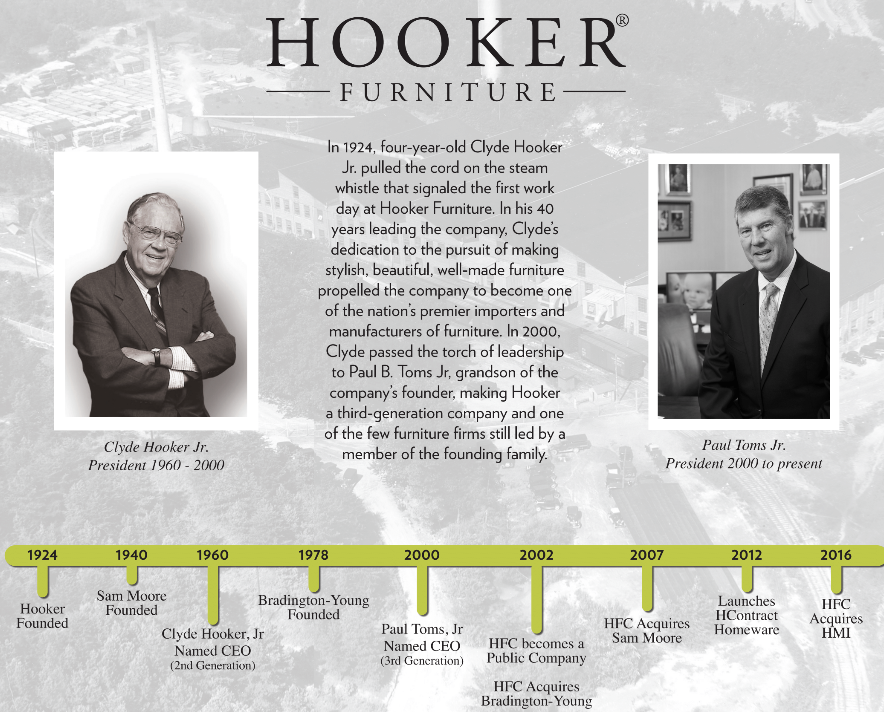 HOOKER®
FURNITURE
In 1924, four-year-old Clyde Hooker
Jr. pulled the cord on the steam
whistle that signaled the first work
day at Hooker Furniture. In his 40
years leading the company, Clyde's
dedication to the pursuit of making
stylish, beautiful, well-made furniture
propelled the company to become one
of the nation's premier importers and
manufacturers of furniture. In 2000,
Clyde passed the torch of leadership
to Paul B. Toms Jr, grandson of the
company's founder, making Hooker
a third-generation company and one
of the few furniture firms still led by a
member of the founding family.
Clyde Hooker Jr.
President 1960 - 2000
Paul Toms Jr.
President 2000 to present
1924
Hooker
Founded
1940
Sam Moore
Founded
1960
Clyde Hooker, Jr
Named CEO
(2nd Generation)
1978
Bradington-Young
Founded
2000
Paul Toms, Jr
Named CEO
(3rd Generation)
2002
HFC becomes a
Public Company
HFC Acquires
Bradington-Young
2007
HFC Acquires
Sam Moore
2012
Launches
HContract
Homeware
2016
HFC
Acquires
HMI